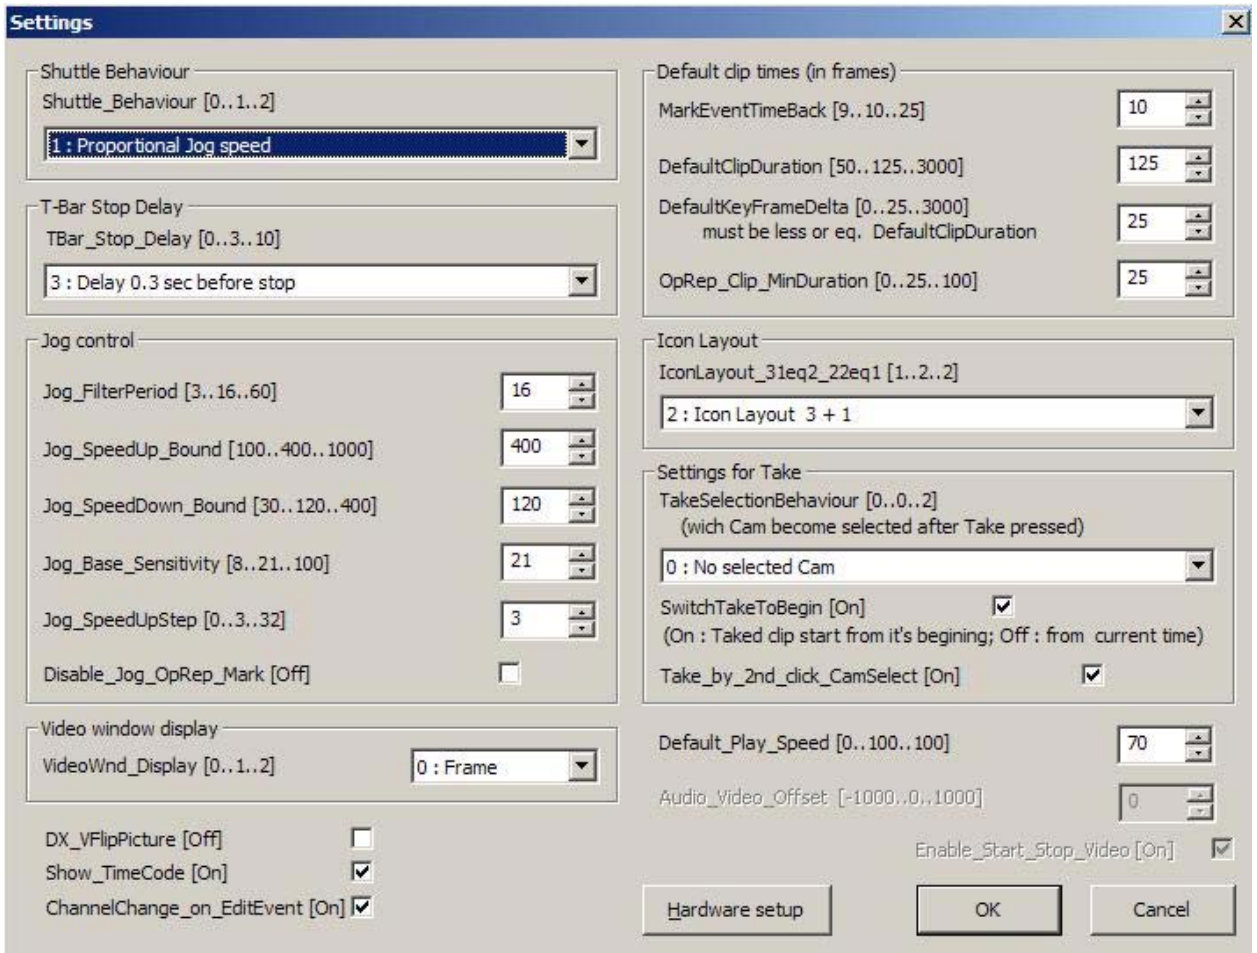 Settings
Shuttle Behaviour
Shuttle_Behaviour [0..1..2]
1 : Proportional Jog speed
T-Bar Stop Delay
TBar_Stop_Delay [0..3..10]
3 : Delay 0.3 sec before stop
Jog control
Jog_FilterPeriod [3..16..60]
16
Jog_SpeedUp_Bound [100..400..1000]
400
Jog_SpeedDown_Bound [30..120..400]
120
Jog_Base_Sensitivity [8..21..100]
21
Jog_SpeedUpStep [0..3..32]
3
Disable_Jog_OpRep_Mark [Off]
Video window display
VideoWnd_Display [0..1..2]
0 : Frame
DX_VFlipPicture [Off]
Show_TimeCode [On]
ChannelChange_on_EditEvent [On]
Default clip times (in frames)
MarkEventTimeBack [9..10..25]
10
DefaultClipDuration [50..125..3000]
125
DefaultKeyFrameDelta [0..25..3000]
must be less or eq. DefaultClipDuration
25
OpRep_Clip_MinDuration [0..25..100]
25
Icon Layout
IconLayout_31eq2_22eq1 [1..2..2]
2 : Icon Layout 3 + 1
Settings for Take
TakeSelectionBehaviour [0..0..2]
(wich Cam become selected after Take pressed)
0 : No selected Cam
SwitchTakeToBegin [On]
(On : Taked clip start from it's begining; Off : from current time)
Take_by_2nd_click_CamSelect [On]
Default_Play_Speed [0..100..100]
70
Audio_Video_Offset [-1000..0..1000]
0
Enable_Start_Stop_Video [On]
Hardware setup
OK
Cancel